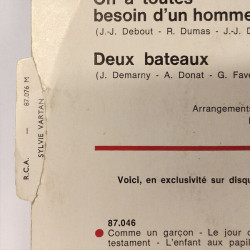 On a toutes
besoin d'un homme
(J.-J. Debout - R. Dumas - J.-J. D
Deux bateaux
(J. Demarny - A. Donat - G. Fave
R.C.A. — 87.076 M
SYLVIE VARTAN
Arrangements
Voici, en exclusivité sur disqu
87.046
Comme un garçon - Le jour d
testament - L'enfant aux papi